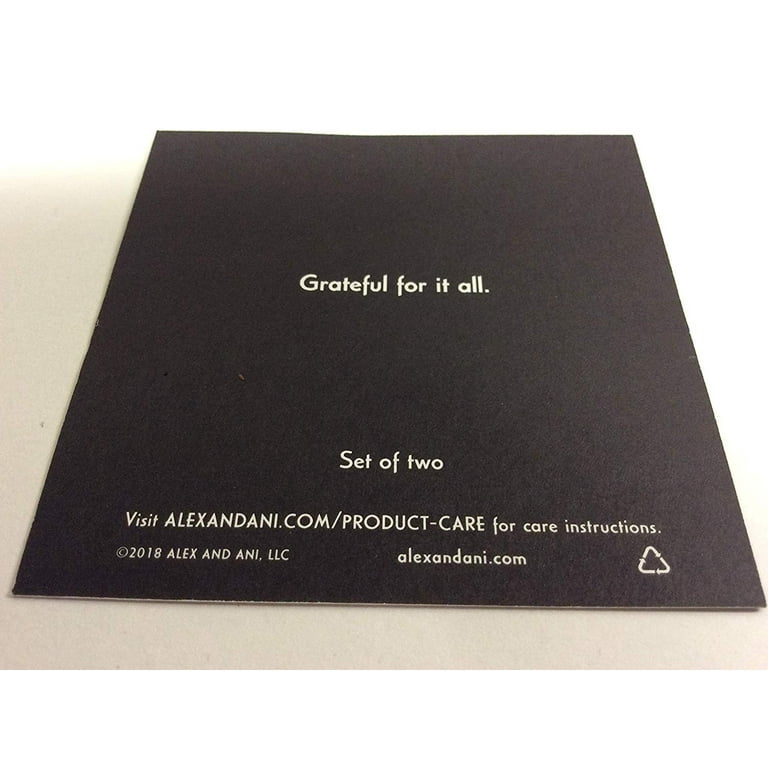 Grateful for it all.
Set of two
Visit ALEXANDANI.COM/PRODUCT-CARE for care instructions.
©2018 ALEX AND ANI, LLC
alexandani.com